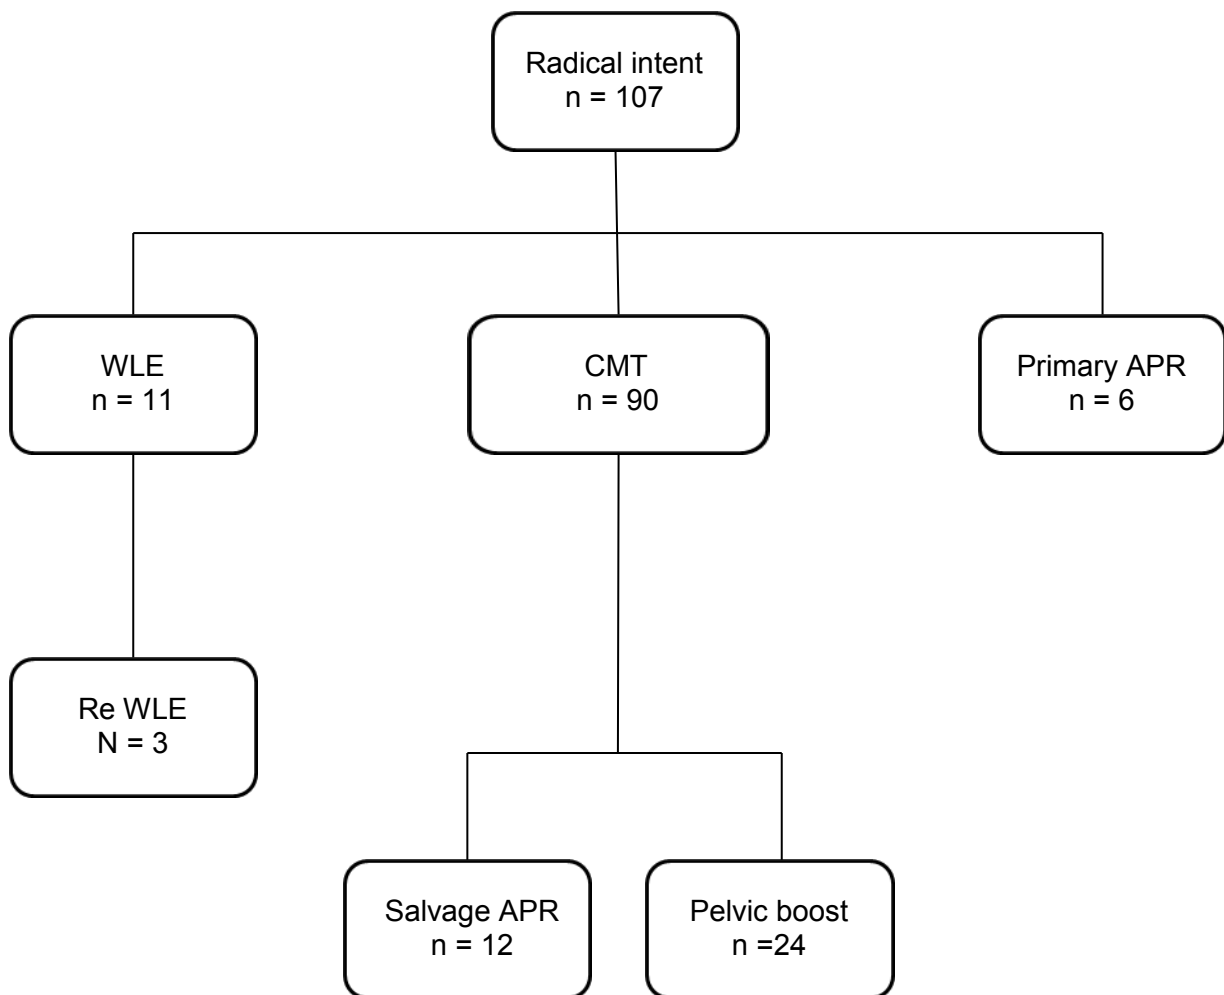 Radical intent
n = 107
WLE
n = 11
CMT
n = 90
Primary APR
n = 6
Re WLE
N = 3
Salvage APR
n = 12
Pelvic boost
n =24